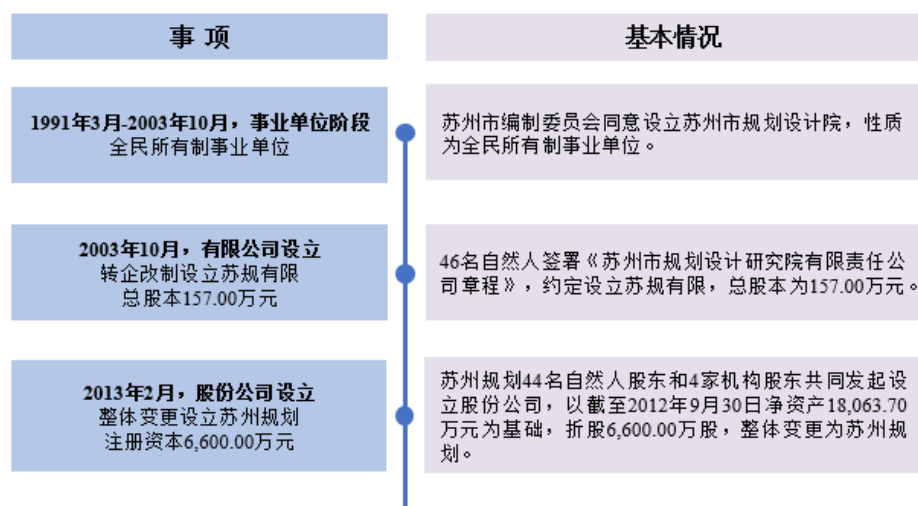 事 项
基本情况
1991年3月-2003年10月，事业单位阶段
全民所有制事业单位
苏州市编制委员会同意设立苏州市规划设计院，性质
为全民所有制事业单位。
2003年10月，有限公司设立
转企改制设立苏规有限
总股本157.00万元
46名自然人签署《苏州市规划设计研究院有限责任公
司章程》，约定设立苏规有限，总股本为157.00万元。
2013年2月，股份公司设立
整体变更设立苏州规划
注册资本6,600.00万元
苏州规划44名自然人股东和4家机构股东共同发起设
立股份公司，以截至2012年9月30日净资产18,063.70
万元为基础，折股6,600.00万股，整体变更为苏州规
划。